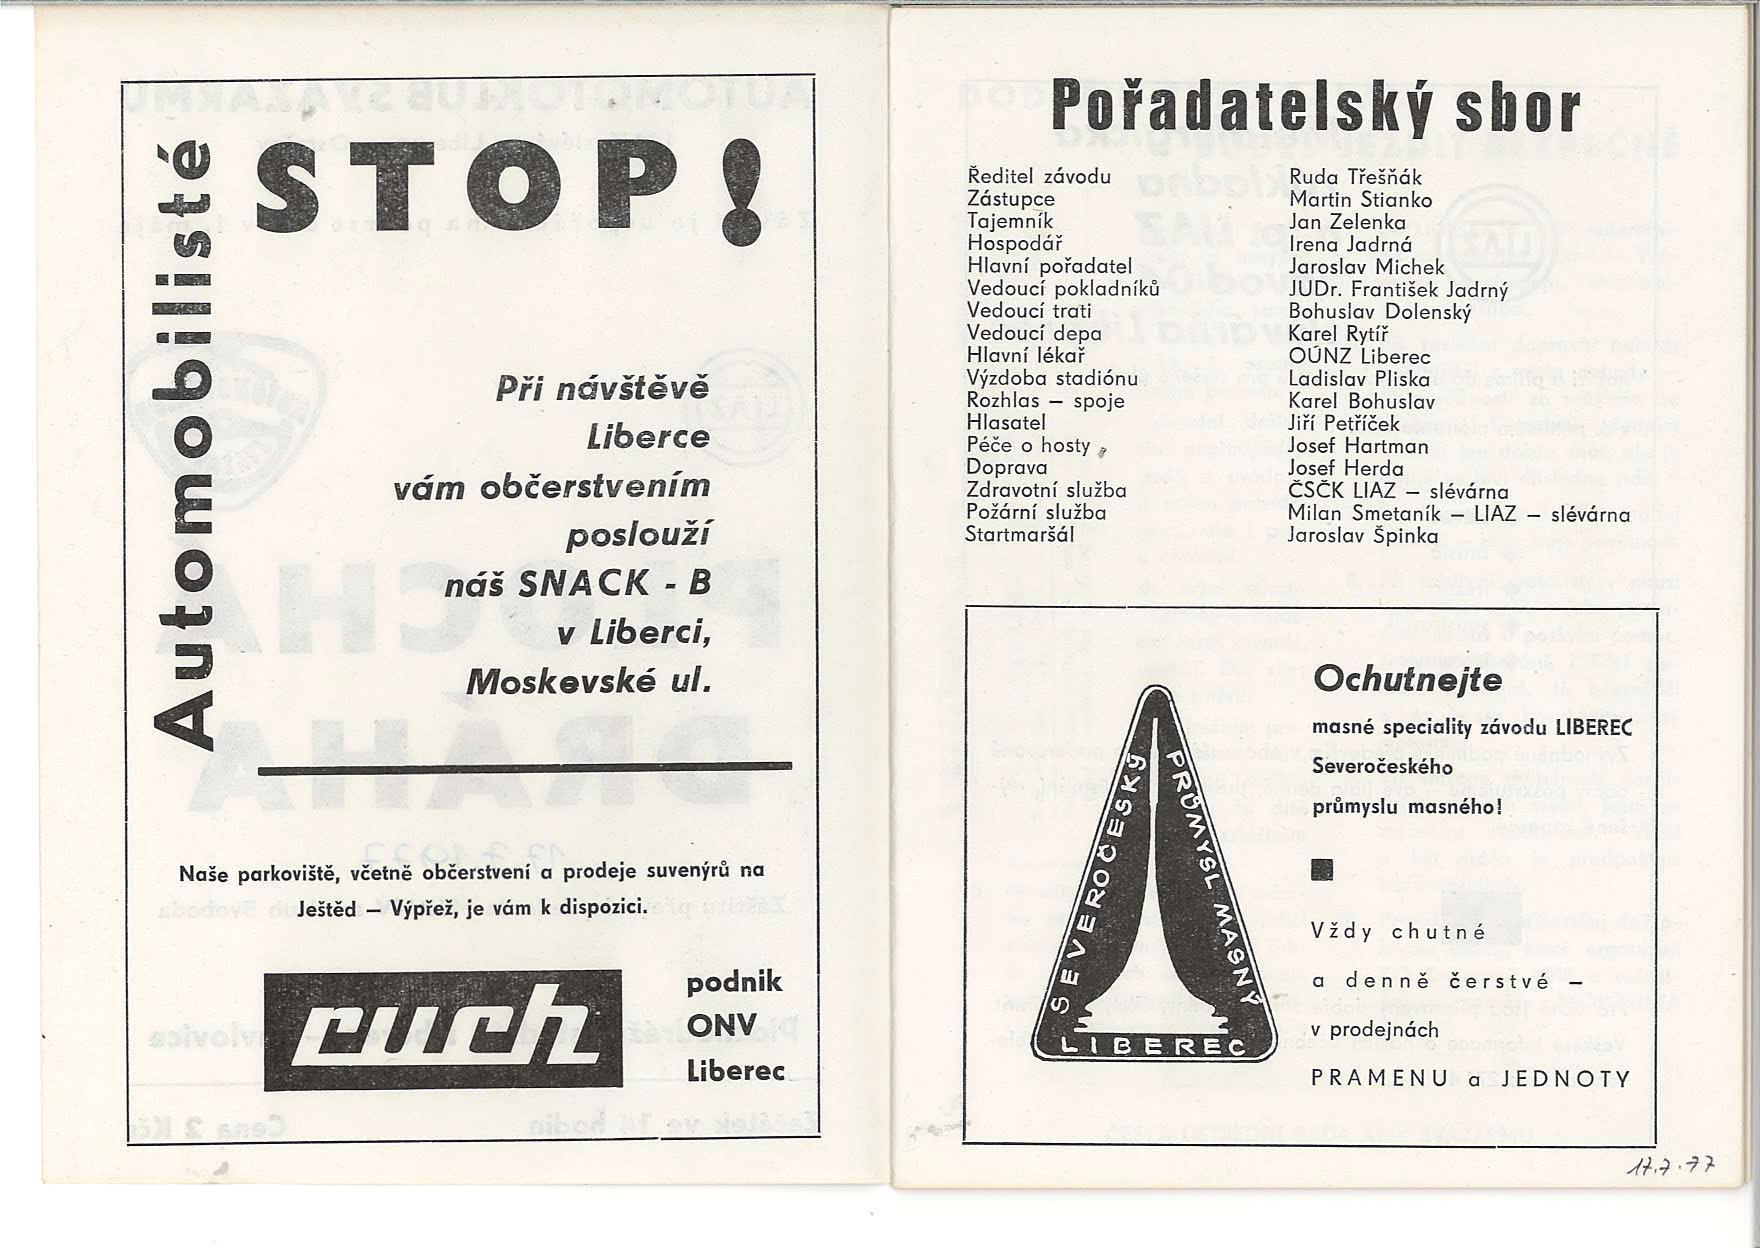 Automobilisté
STOP!
Při návštěvě
Liberce
vám občerstvením
poslouží
náš SNACK - B
v Liberci,
Moskevské ul.
Naše parkoviště, včetně občerstvení a prodeje suvenýrů na
Ještěd – Výpřež, je vám k dispozici.
ruch
podnik
ONV
Liberec
Pořadatelský sbor
Ředitel závodu Ruda Třešňák
Zástupce Martin Stianko
Tajemník Jan Zelenka
Hospodář Irena Jadrná
Hlavní pořadatel Jaroslav Michek
Vedoucí pokladníků JUDr. František Jadrný
Vedoucí trati Bohuslav Dolenský
Vedoucí depa Karel Rytíř
Hlavní lékař OÚNZ Liberec
Výzdoba stadiónu Ladislav Pliska
Rozhlas – spoje Karel Bohuslav
Hlasatel Jiří Petříček
Péče o hosty Josef Hartman
Doprava Josef Herda
Zdravotní služba ČSČK LIAZ – slévárna
Požární služba Milan Smetaník – LIAZ – slévárna
Startmaršál Jaroslav Špinka
SEVEROČESKÝ
PRŮMYSL MASNÝ
LIBEREC
Ochutnejte
masné speciality závodu LIBEREC
Severočeského
průmyslu masného!
Vždy chutné
a denně čerstvé –
v prodejnách
PRAMENU a JEDNOTY
17.7.77